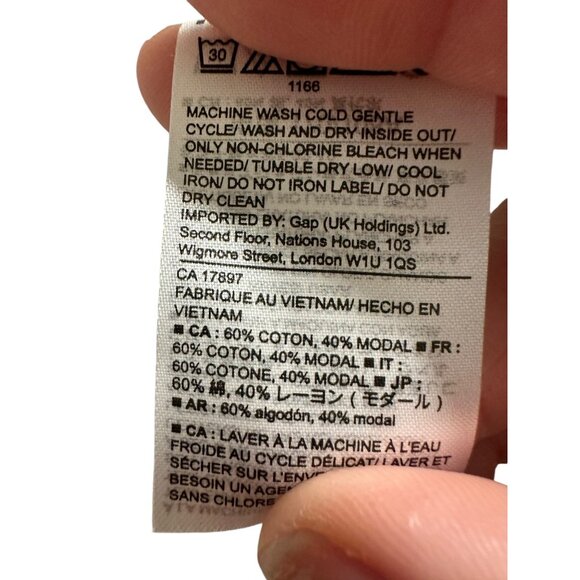 30
1166
MACHINE WASH COLD GENTLE
CYCLE/ WASH AND DRY INSIDE OUT/
ONLY NON-CHLORINE BLEACH WHEN
NEEDED/ TUMBLE DRY LOW/ COOL
IRON/ DO NOT IRON LABEL/ DO NOT
DRY CLEAN
IMPORTED BY: Gap (UK Holdings) Ltd.
Second Floor, Nations House, 103
Wigmore Street, London W1U 1QS
CA 17897
FABRIQUE AU VIETNAM/ HECHO EN
VIETNAM
■ CA : 60% COTON, 40% MODAL ■ FR :
60% COTON, 40% MODAL ■ IT :
60% COTONE, 40% MODAL ■ JP :
60% 綿, 40% レーヨン ( モダール )
■ AR : 60% algodón, 40% modal
■ CA : LAVER À LA MACHINE À L'EAU
FROIDE AU CYCLE DÉLICAT/ LAVER ET
SÉCHER SUR L'ENVE
BESOIN UN AGEN
SANS CHLORE